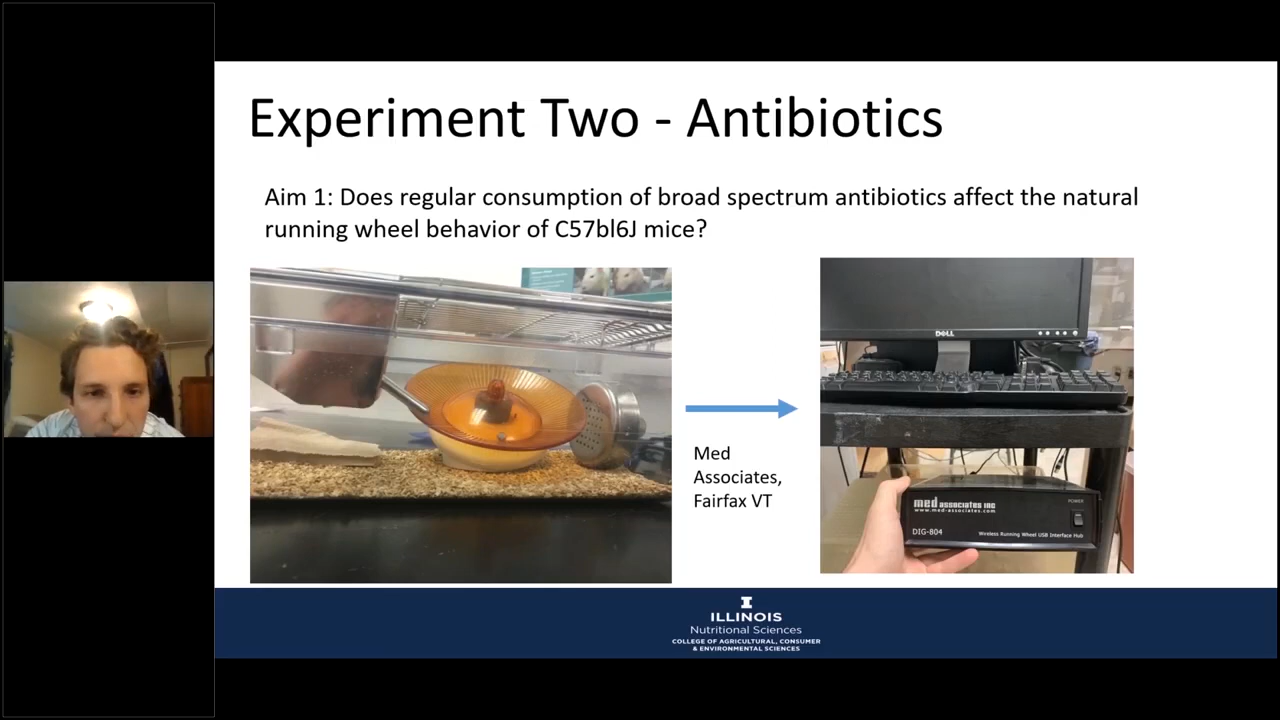 Experiment Two - Antibiotics
Aim 1: Does regular consumption of broad spectrum antibiotics affect the natural
running wheel behavior of C57bl6J mice?
Med
Associates,
Fairfax VT
DELL
med associates inc
www.med-associates.com
POWER
DIG-804
Wireless Running Wheel USB Interface Hub
I
ILLINOIS
Nutritional Sciences
COLLEGE OF AGRICULTURAL, CONSUMER
& ENVIRONMENTAL SCIENCES